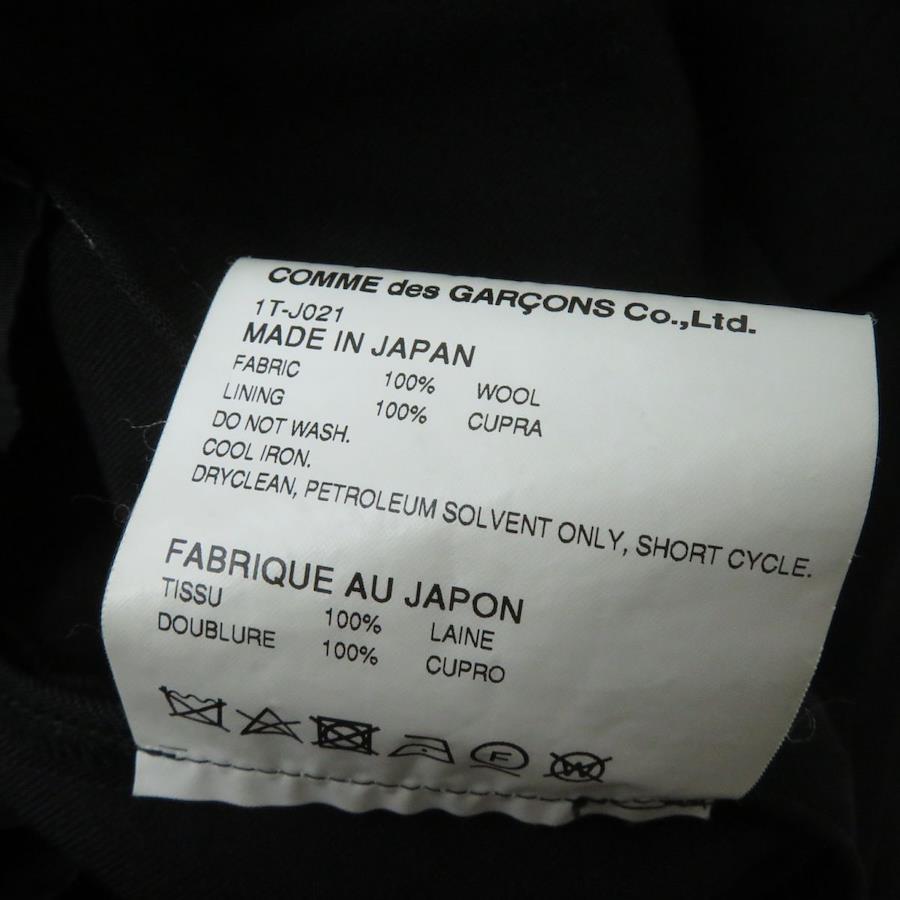 COMME des GARÇONS Co.,Ltd.
1T-J021
MADE IN JAPAN
FABRIC 100% WOOL
LINING 100% CUPRA
DO NOT WASH.
COOL IRON.
DRYCLEAN, PETROLEUM SOLVENT ONLY, SHORT CYCLE.
FABRIQUE AU JAPON
TISSU 100% LAINE
DOUBLURE 100% CUPRO
F W